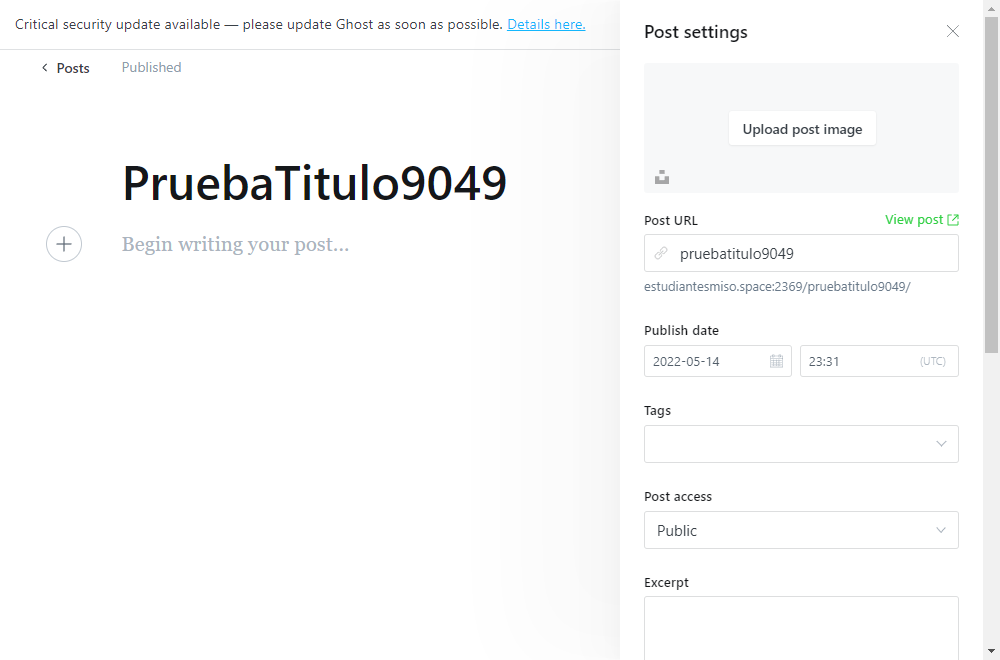 Critical security update available — please update Ghost as soon as possible. Details here.
Posts
Published
PruebaTitulo9049
Begin writing your post...
Post settings
Upload post image
Post URL
View post
pruebatitulo9049
estudiantesmiso.space:2369/pruebatitulo9049/
Publish date
2022-05-14
23:31
(UTC)
Tags
Post access
Public
Excerpt